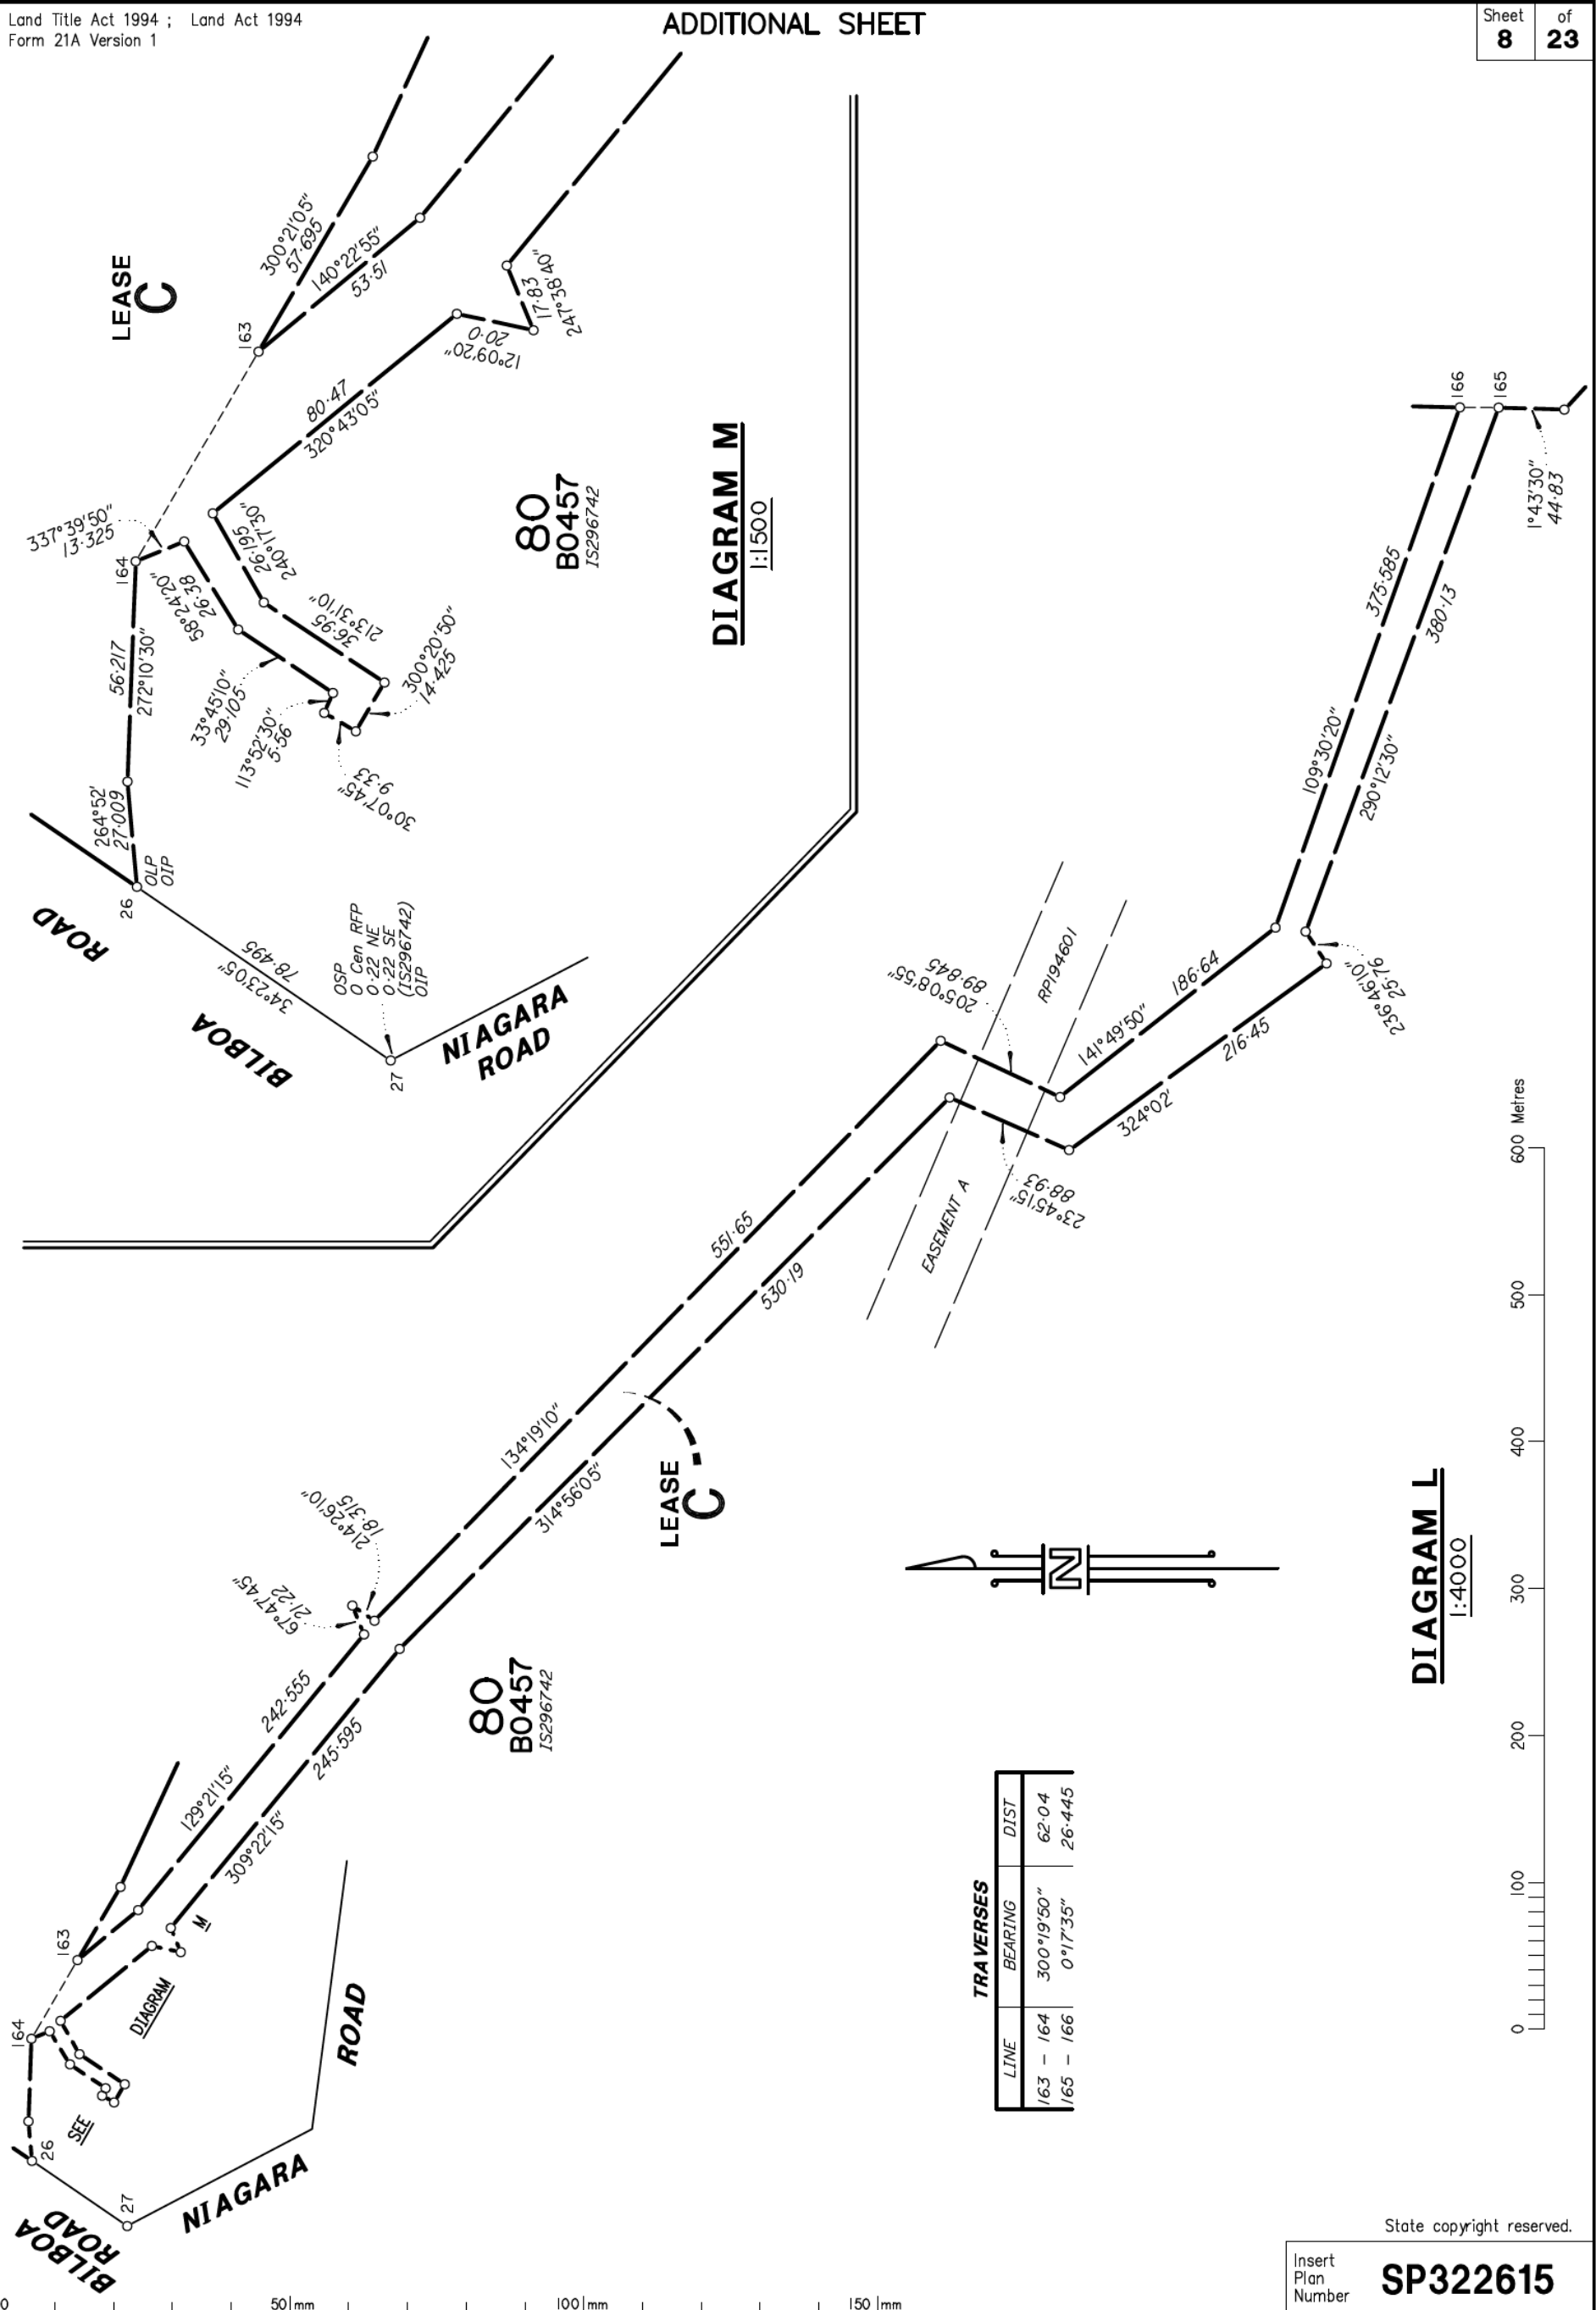 Land Title Act 1994 ; Land Act 1994
Form 21A Version 1
ADDITIONAL SHEET
Sheet of
8 23
LEASE
C
300°21'05"
57·695
140°22'55"
53·51
163
17·83
247°38'40"
20·0
12°09'20"
80·47
320°43'05"
337°39'50"
13·325
164
58°24'20"
26·38
26·195
240°17'30"
36·95
213°31'10"
300°20'50"
14·425
56·217
272°10'30"
33°45'10"
29·105
113°52'30"
5·56
9·33
30°07'45"
264°52'
27·009
OLP
OIP
26
ROAD
78·495
34°23'05"
BILBOA
OSP
O Cen RFP
0·22 NE
0·22 SE
(IS296742)
OIP
27
NIAGARA
ROAD
80
B0457
IS296742
DIAGRAM M
1:1500
166
165
1°43'30"
44·83
375·585
109°30'20"
380·13
290°12'30"
236°46'10"
25·76
186·64
141°49'50"
216·45
324°02'
205°08'55"
89·845
RP194601
EASEMENT A
88·93
23°45'15"
551·65
134°19'10"
530·19
314°56'05"
LEASE
C
214°26'10"
18·315
67°47'45"
21·22
242·555
129°21'15"
245·595
309°22'15"
80
B0457
IS296742
163
164
SEE
DIAGRAM
M
26
27
BILBOA
ROAD
NIAGARA
ROAD
N
TRAVERSES
LINE BEARING DIST
163 - 164 300°19'50" 62·04
165 - 166 0°17'35" 26·445
DIAGRAM L
1:4000
0 100 200 300 400 500 600 Metres
State copyright reserved.
Insert
Plan
Number
SP322615
0 50mm 100mm 150mm